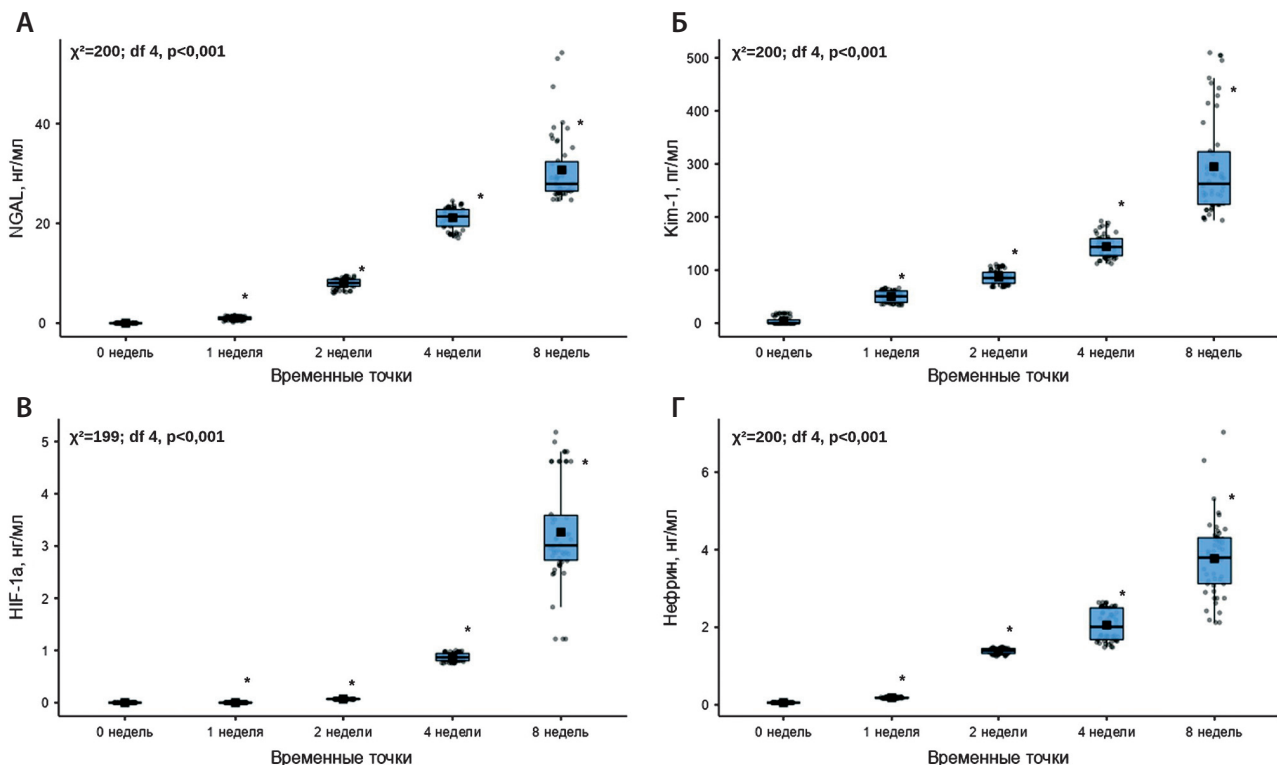 А
χ²=200; df 4, p<0,001
NGAL, нг/мл
40
20
0
*
*
*
*
0 недель 1 неделя 2 недели 4 недели 8 недель
Временные точки
Б
χ²=200; df 4, p<0,001
Kim-1, пг/мл
500
400
300
200
100
0
*
*
*
*
0 недель 1 неделя 2 недели 4 недели 8 недель
Временные точки
В
χ²=199; df 4, p<0,001
HIF-1a, нг/мл
5
4
3
2
1
0
*
*
*
*
0 недель 1 неделя 2 недели 4 недели 8 недель
Временные точки
Г
χ²=200; df 4, p<0,001
Нефрин, нг/мл
6
4
2
0
*
*
*
*
0 недель 1 неделя 2 недели 4 недели 8 недель
Временные точки